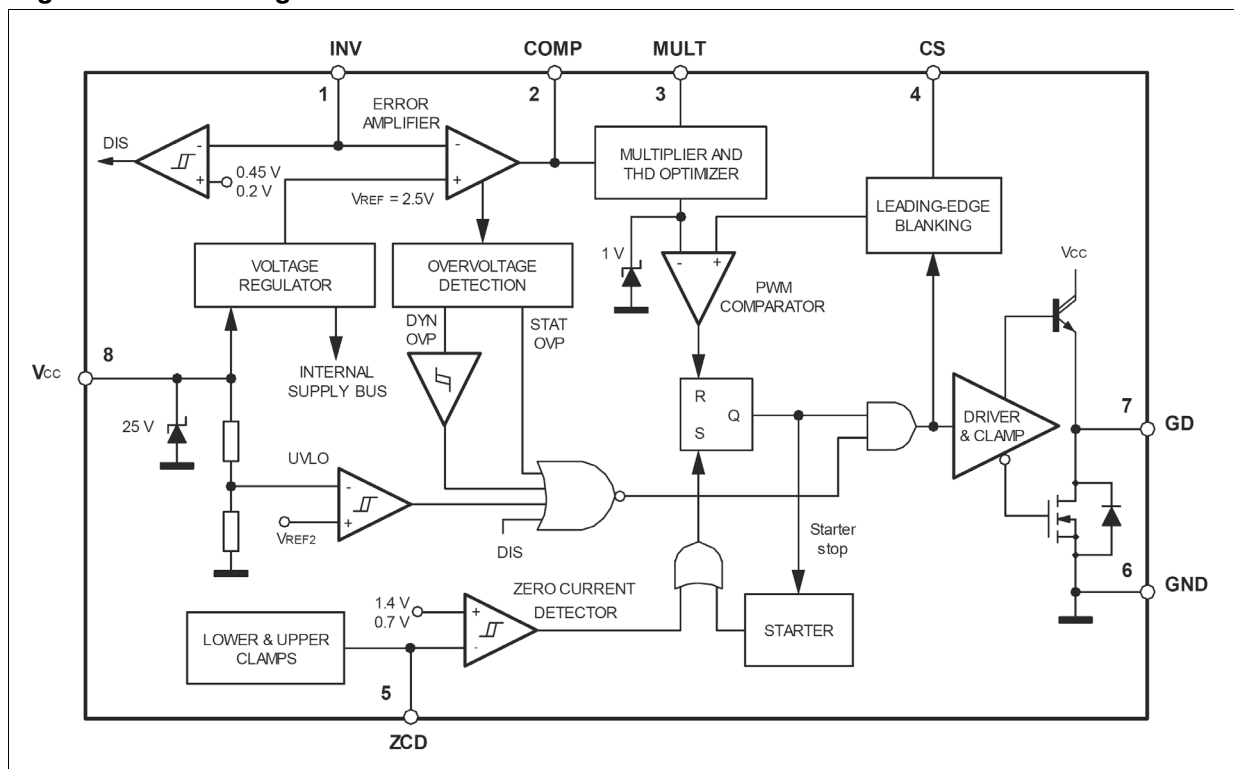 INV
COMP
MULT
CS
1
2
3
4
ERROR
AMPLIFIER
DIS
-
+
0.45 V
0.2 V
-
+
VREF = 2.5V
MULTIPLIER AND
THD OPTIMIZER
LEADING-EDGE
BLANKING
VOLTAGE
REGULATOR
OVERVOLTAGE
DETECTION
1 V
-
+
PWM
COMPARATOR
Vcc
DYN
OVP
STAT
OVP
8
Vcc
INTERNAL
SUPPLY BUS
25 V
R
S
Q
DRIVER
& CLAMP
7
GD
UVLO
-
+
VREF2
DIS
Starter
stop
6
GND
ZERO CURRENT
DETECTOR
1.4 V
0.7 V
+
-
LOWER & UPPER
CLAMPS
STARTER
5
ZCD